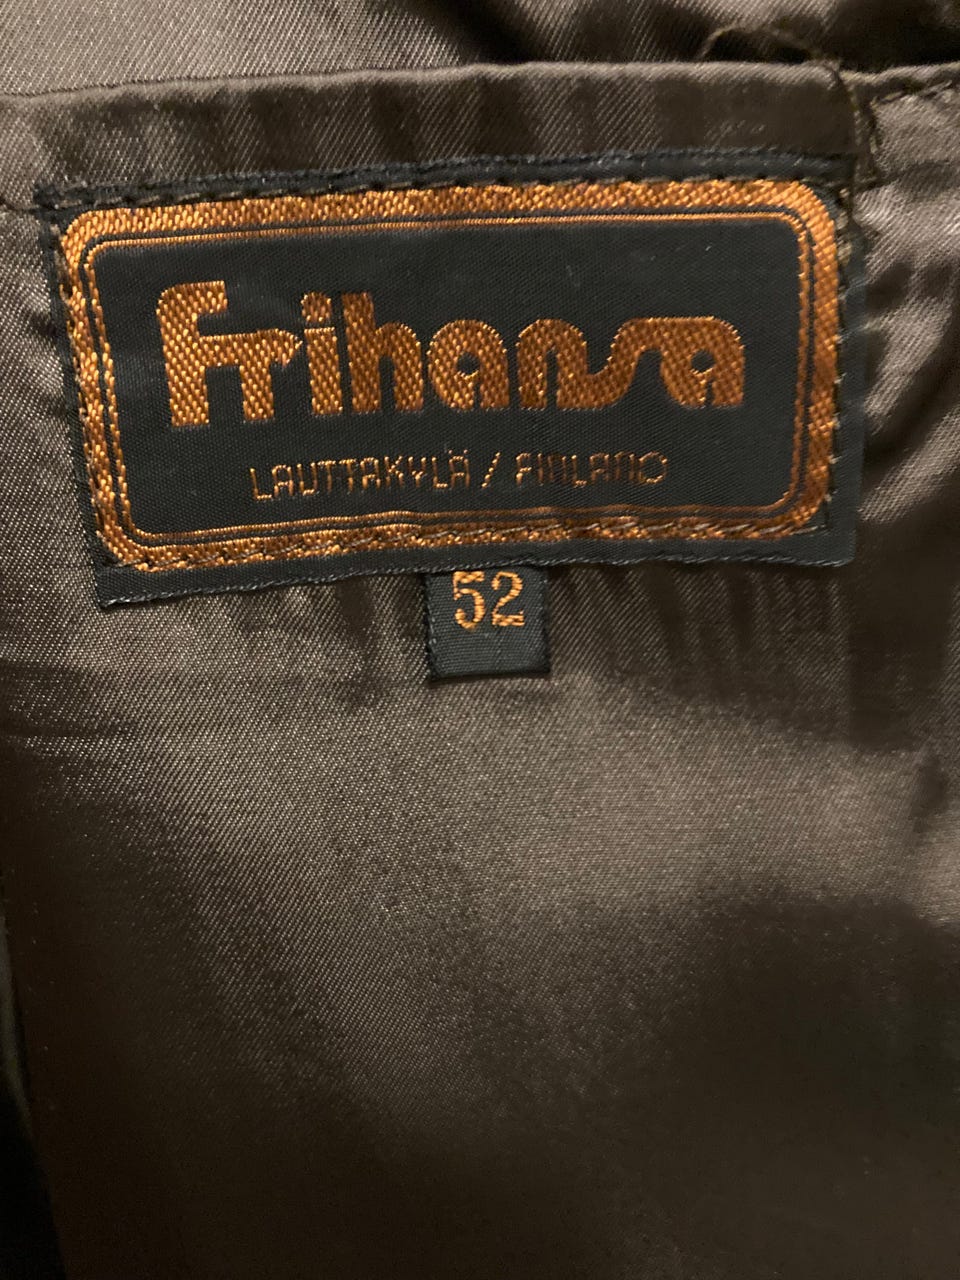 Frihansa
LAUTTAKYLÄ / FINLAND
52